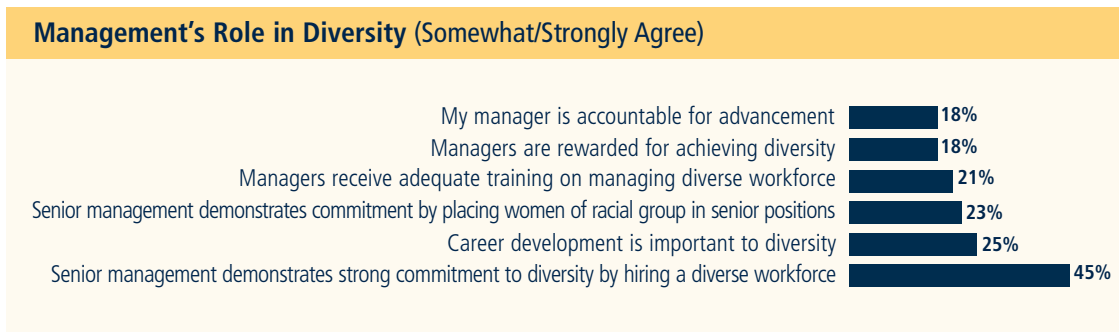 Management's Role in Diversity (Somewhat/Strongly Agree)
My manager is accountable for advancement 18%
Managers are rewarded for achieving diversity 18%
Managers receive adequate training on managing diverse workforce 21%
Senior management demonstrates commitment by placing women of racial group in senior positions 23%
Career development is important to diversity 25%
Senior management demonstrates strong commitment to diversity by hiring a diverse workforce 45%